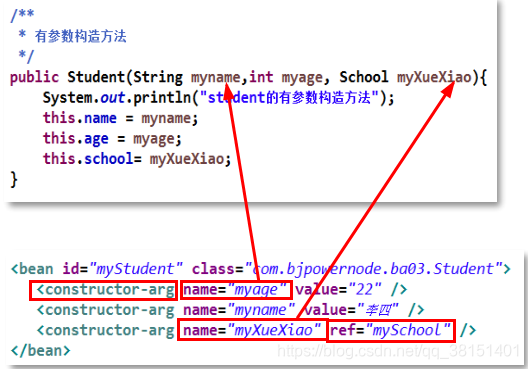 /**
* 有参数构造方法
*/
public Student(String myname,int myage, School myXueXiao){
System.out.println("student的有参数构造方法");
this.name = myname;
this.age = myage;
this.school= myXueXiao;
}
<bean id="myStudent" class="com.bjpowernode.ba03.Student">
<constructor-arg name="myage" value="22" />
<constructor-arg name="myname" value="李四" />
<constructor-arg name="myXueXiao" ref="mySchool" />
</bean>
https://blog.csdn.net/qq_38151401